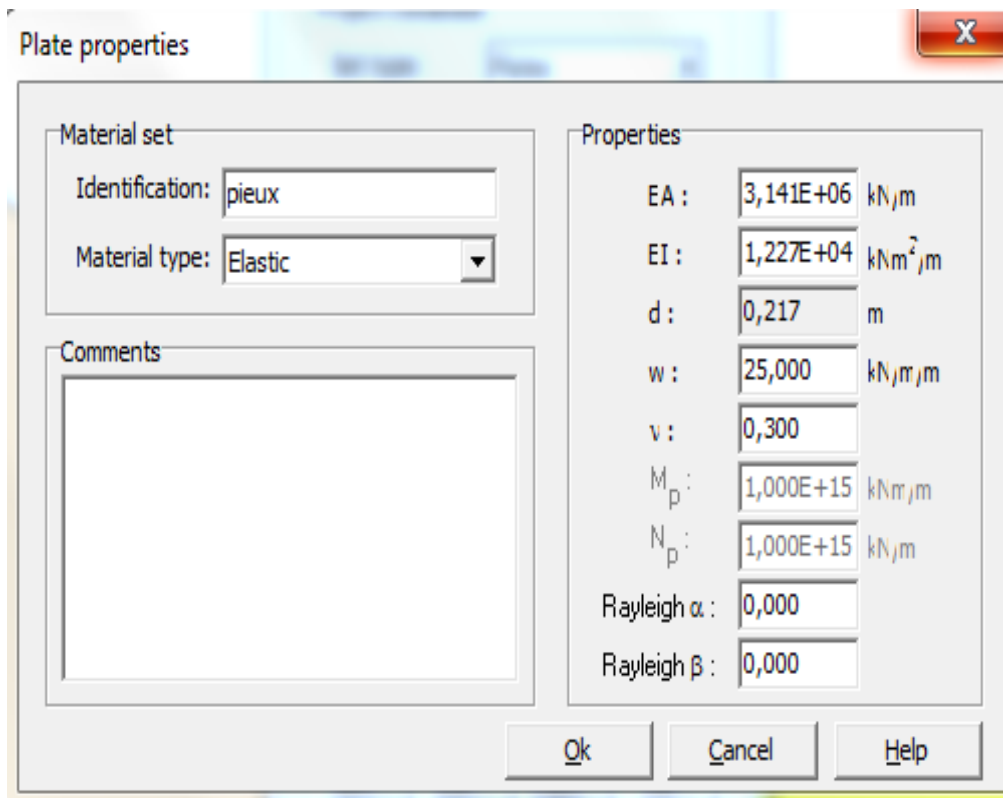 Plate properties
X
Material set
Identification: pieux
Material type: Elastic
Comments
Properties
EA : 3,141E+06 kN/m
EI : 1,227E+04 kNm²/m
d : 0,217 m
w : 25,000 kN/m/m
ν : 0,300
Mp : 1,000E+15 kNm/m
Np : 1,000E+15 kN/m
Rayleigh α : 0,000
Rayleigh β : 0,000
Ok Cancel Help